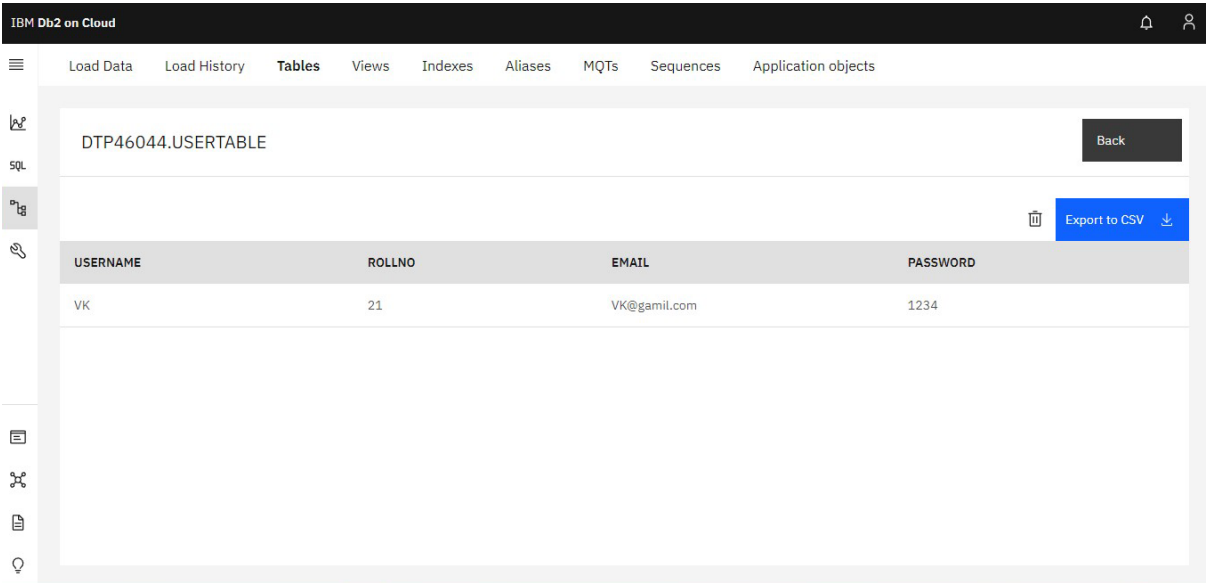 IBM Db2 on Cloud
Load Data Load History Tables Views Indexes Aliases MQTs Sequences Application objects
DTP46044.USERTABLE Back
SQL
Export to CSV
USERNAME ROLLNO EMAIL PASSWORD
VK 21 VK@gamil.com 1234